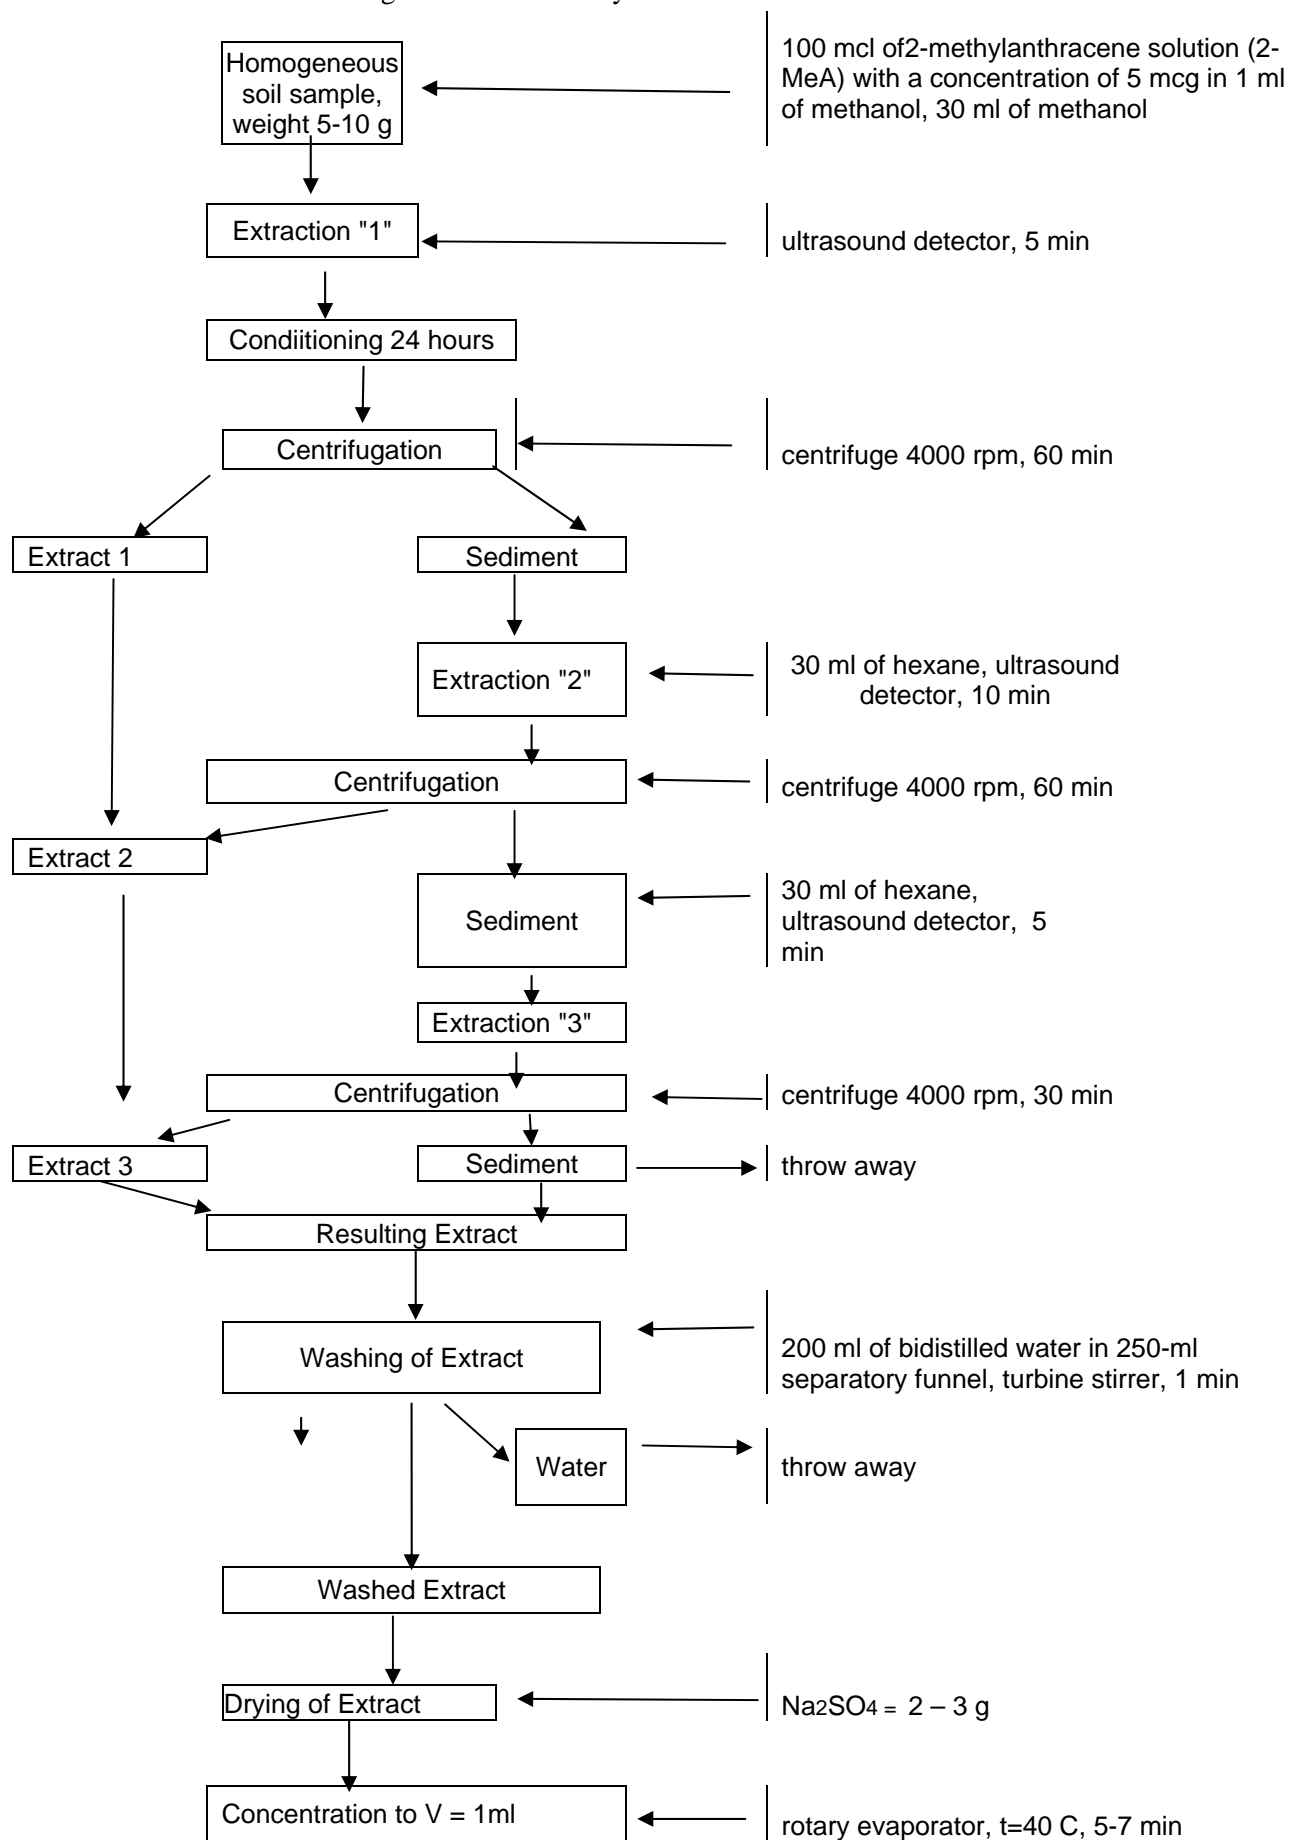 100 mcl of2-methylanthracene solution (2-
MeA) with a concentration of 5 mcg in 1 ml
of methanol, 30 ml of methanol
Homogeneous
soil sample,
weight 5-10 g
Extraction "1"
ultrasound detector, 5 min
Condiitioning 24 hours
Centrifugation
centrifuge 4000 rpm, 60 min
Extract 1
Sediment
Extraction "2"
30 ml of hexane, ultrasound
detector, 10 min
Centrifugation
centrifuge 4000 rpm, 60 min
Extract 2
Sediment
30 ml of hexane,
ultrasound detector, 5
min
Extraction "3"
Centrifugation
centrifuge 4000 rpm, 30 min
Extract 3
Sediment
throw away
Resulting Extract
Washing of Extract
200 ml of bidistilled water in 250-ml
separatory funnel, turbine stirrer, 1 min
Water
throw away
Washed Extract
Drying of Extract
Na2SO4 = 2 – 3 g
Concentration to V = 1ml
rotary evaporator, t=40 C, 5-7 min